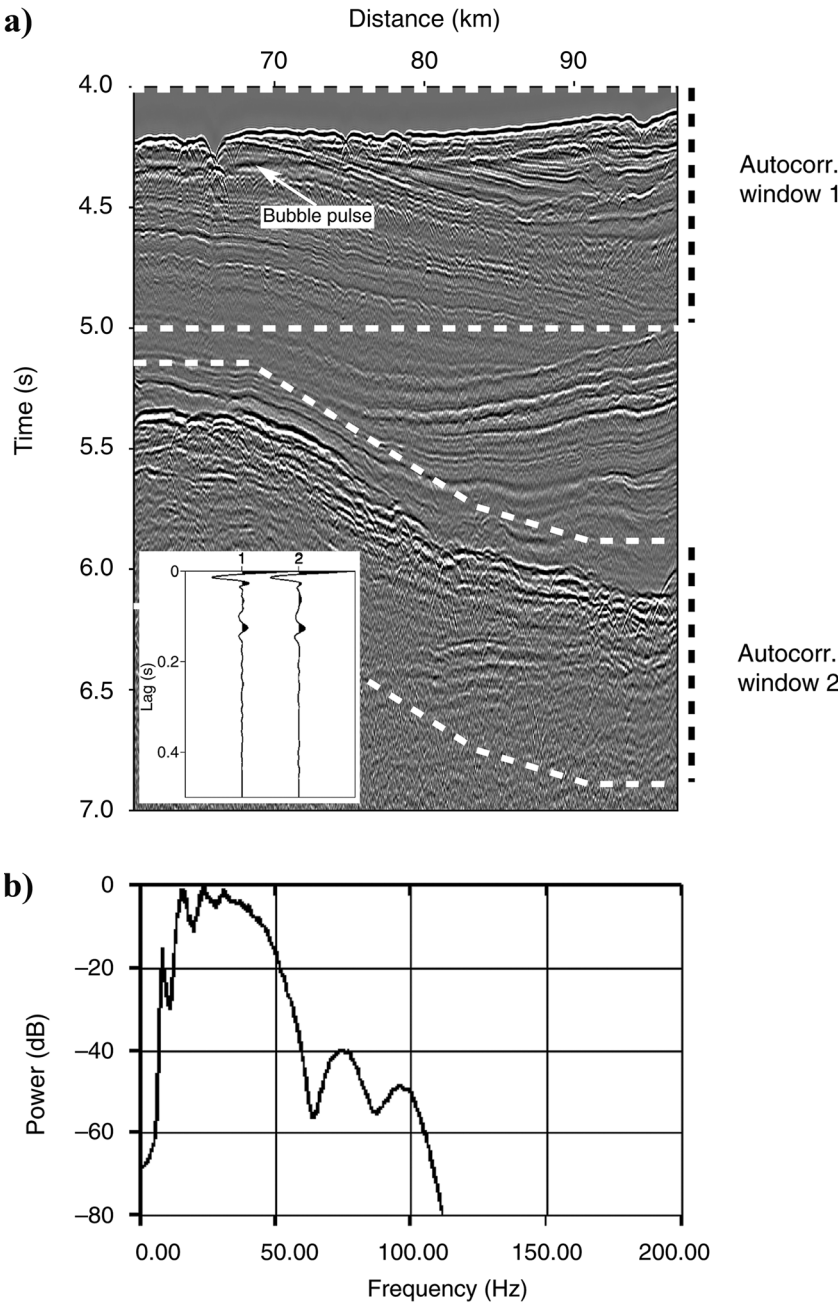 a)
Distance (km)
70 80 90
4.0
Autocorr.
window 1
4.5
Bubble pulse
5.0
Time (s)
5.5
6.0
1 2
0
Autocorr.
window 2
0.2
Lag (s)
6.5
0.4
7.0
b)
0
–20
Power (dB)
–40
–60
–80
0.00 50.00 100.00 150.00 200.00
Frequency (Hz)